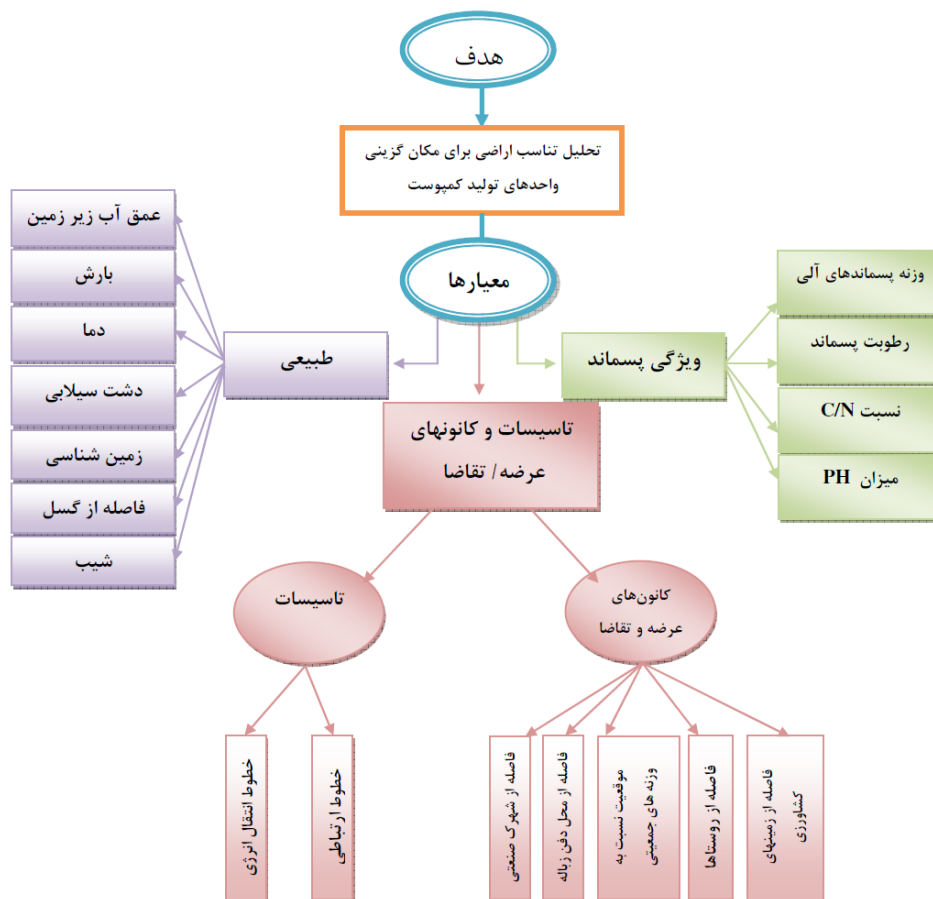 هدف
تحلیل تناسب اراضی برای مکان گزینی
واحدهای تولید کمپوست
معیارها
ویژگی پسماند
وزنه پسماندهای آلی
رطوبت پسماند
نسبت C/N
میزان PH
طبیعی
عمق آب زیر زمین
بارش
دما
دشت سیلابی
زمین شناسی
فاصله از گسل
شیب
تاسیسات و کانونهای
عرضه/ تقاضا
کانون‌های
عرضه و تقاضا
فاصله از زمینهای
کشاورزی
فاصله از روستاها
موقعیت نسبت به
وزنه های جمعیتی
فاصله از محل دفن زباله
فاصله از شهرک صنعتی
تاسیسات
خطوط ارتباطی
خطوط انتقال انرژی